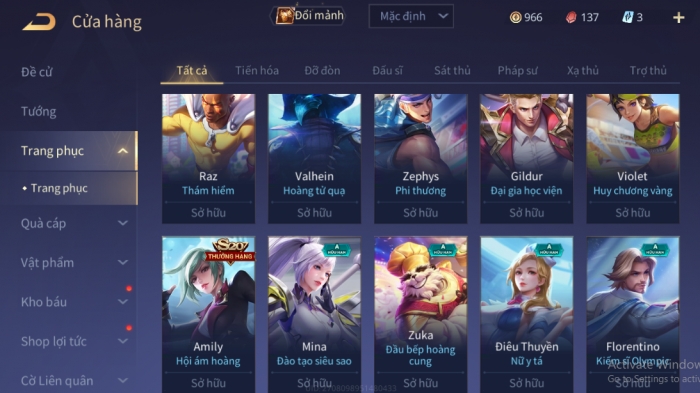 Cửa hàng
Đổi mảnh
Mặc định
966
137
3
Đề cử
Tướng
Trang phục
Trang phục
Quà cáp
Vật phẩm
Kho báu
Shop lợi tức
Cờ Liên quân
Tất cả
Tiến hóa
Đỡ đòn
Đấu sĩ
Sát thủ
Pháp sư
Xạ thủ
Trợ thủ
Raz
Thám hiểm
Sở hữu
Valhein
Hoàng tử quạ
Sở hữu
Zephys
Phi thương
Sở hữu
Gildur
Đại gia học viện
Sở hữu
Violet
Huy chương vàng
Sở hữu
S20
THƯỞNG HẠNG
Amily
Hội ám hoàng
Sở hữu
A
HỮU HẠN
Mina
Đào tạo siêu sao
Sở hữu
A
HỮU HẠN
Zuka
Đầu bếp hoàng
cung
Sở hữu
A
HỮU HẠN
Điêu Thuyền
Nữ y tá
Sở hữu
A
HỮU HẠN
Florentino
Kiếm sĩ Olympic
Sở hữu
Activate Window
Go to Settings to activ